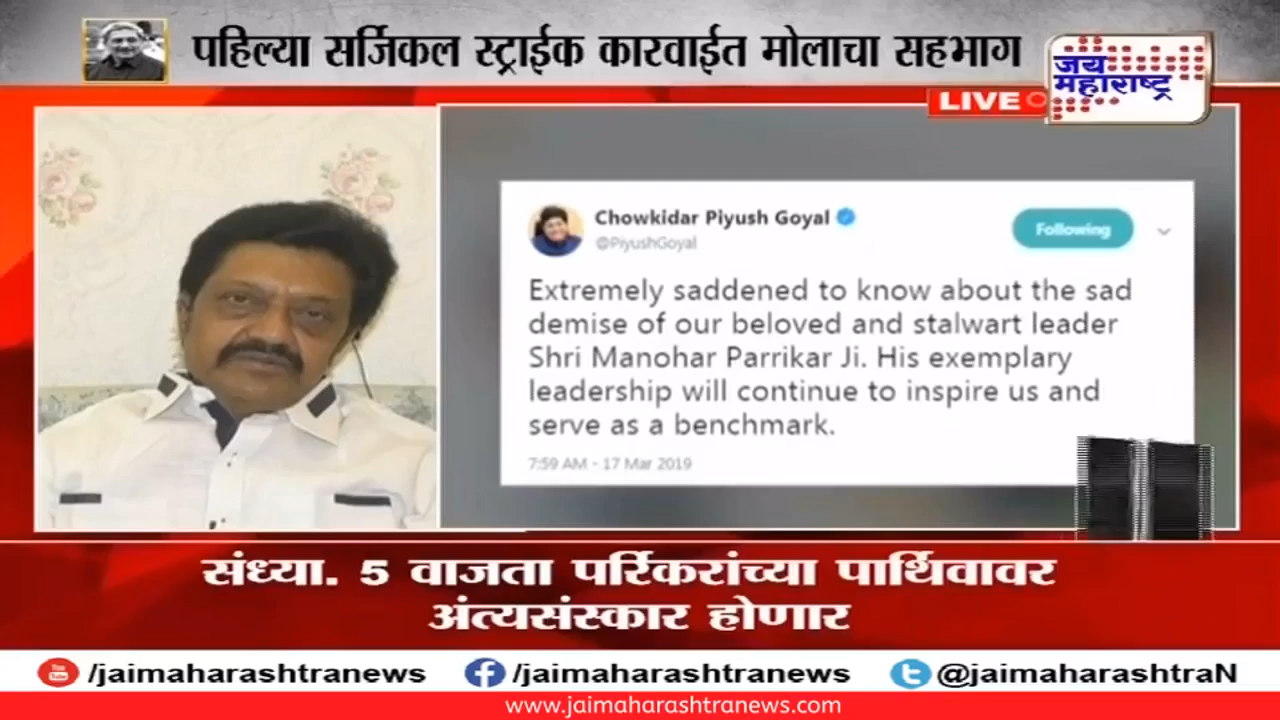 पहिल्या सर्जिकल स्ट्राईक कारवाईत मोलाचा सहभाग
जय
महाराष्ट्र
LIVE
Chowkidar Piyush Goyal
@PiyushGoyal
Following
Extremely saddened to know about the sad
demise of our beloved and stalwart leader
Shri Manohar Parrikar Ji. His exemplary
leadership will continue to inspire us and
serve as a benchmark.
7:59 AM - 17 Mar 2019
संध्या. 5 वाजता पर्रिकरांच्या पार्थिवावर
अंत्यसंस्कार होणार
You Tube /jaimaharashtranews f /jaimaharashtranews @jaimaharashtraN
www.jaimaharashtranews.com